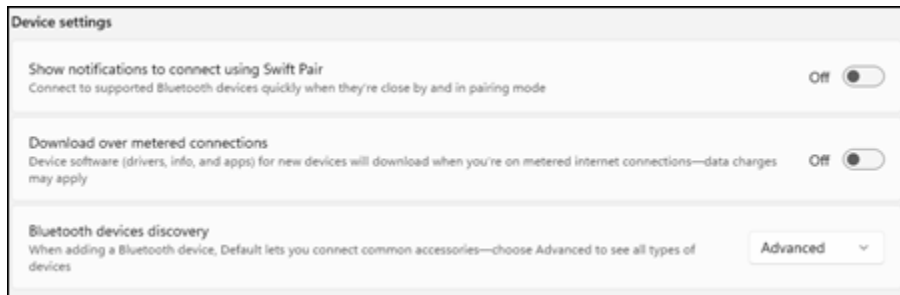 Device settings
Show notifications to connect using Swift Pair
Connect to supported Bluetooth devices quickly when they're close by and in pairing mode
Off
Download over metered connections
Device software (drivers, info, and apps) for new devices will download when you're on metered internet connections—data charges
may apply
Off
Bluetooth devices discovery
When adding a Bluetooth device, Default lets you connect common accessories—choose Advanced to see all types of
devices
Advanced